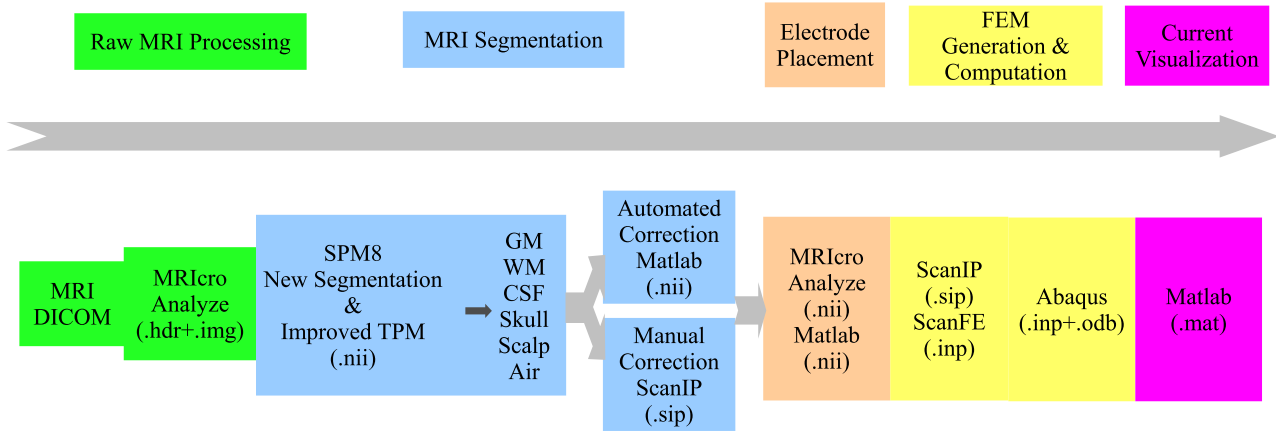 Raw MRI Processing
MRI Segmentation
Electrode
Placement
FEM
Generation &
Computation
Current
Visualization
MRI
DICOM
MRIcro
Analyze
(.hdr+.img)
SPM8
New Segmentation
&
Improved TPM
(.nii)
GM
WM
CSF
Skull
Scalp
Air
Automated
Correction
Matlab
(.nii)
Manual
Correction
ScanIP
(.sip)
MRIcro
Analyze
(.nii)
Matlab
(.nii)
ScanIP
(.sip)
ScanFE
(.inp)
Abaqus
(.inp+.odb)
Matlab
(.mat)